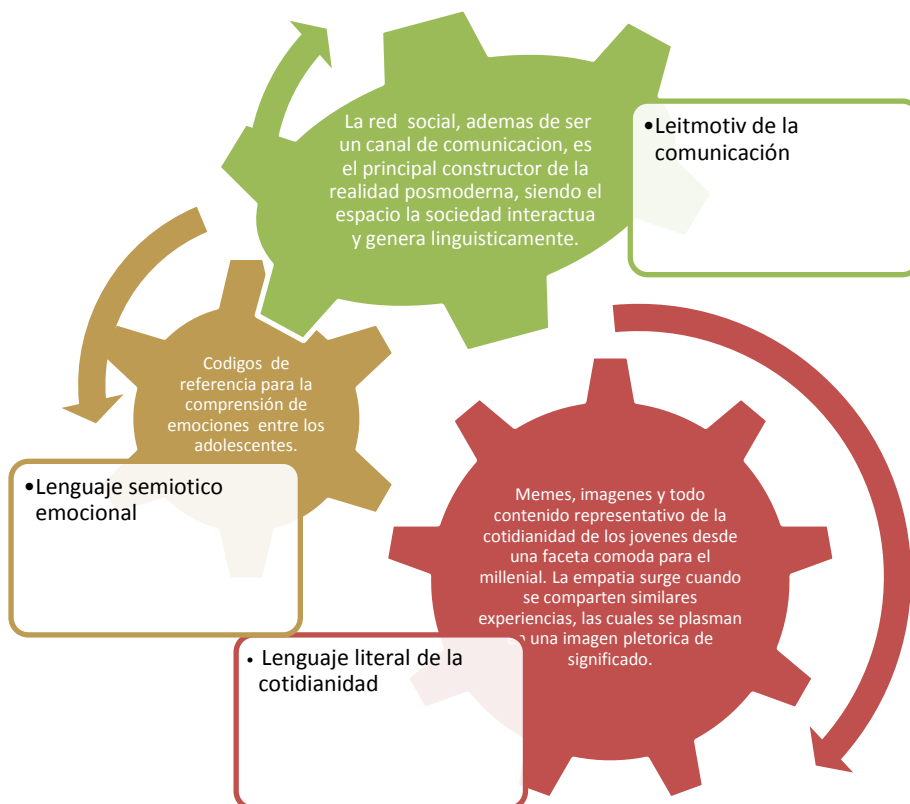 La red social, ademas de ser
un canal de comunicacion, es
el principal constructor de la
realidad posmoderna, siendo el
espacio la sociedad interactua
y genera linguisticamente.
•Leitmotiv de la
comunicación
Codigos de
referencia para la
comprensión de
emociones entre los
adolescentes.
•Lenguaje semiotico
emocional
Memes, imagenes y todo
contenido representativo de la
cotidianidad de los jovenes desde
una faceta comoda para el
millenial. La empatia surge cuando
se comparten similares
experiencias, las cuales se plasman
en una imagen pletorica de
significado.
• Lenguaje literal de la
cotidianidad